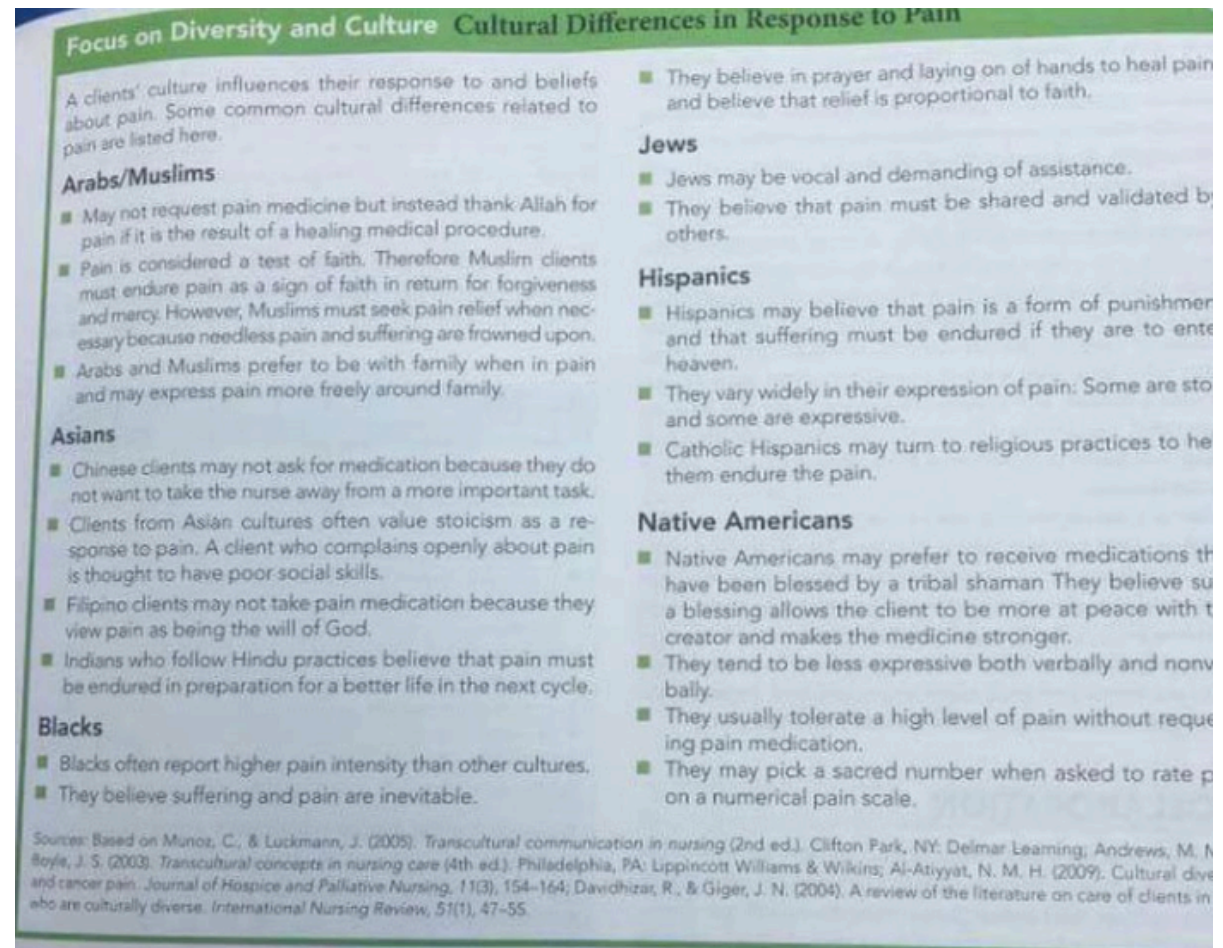 Focus on Diversity and Culture Cultural Differences in Response to Pain
A clients' culture influences their response to and beliefs
about pain. Some common cultural differences related to
pain are listed here.
Arabs/Muslims
■ May not request pain medicine but instead thank Allah for
pain if it is the result of a healing medical procedure.
■ Pain is considered a test of faith. Therefore Muslim clients
must endure pain as a sign of faith in return for forgiveness
and mercy. However, Muslims must seek pain relief when nec-
essary because needless pain and suffering are frowned upon.
■ Arabs and Muslims prefer to be with family when in pain
and may express pain more freely around family.
Asians
■ Chinese clients may not ask for medication because they do
not want to take the nurse away from a more important task.
■ Clients from Asian cultures often value stoicism as a re-
sponse to pain. A client who complains openly about pain
is thought to have poor social skills.
■ Filipino clients may not take pain medication because they
view pain as being the will of God.
■ Indians who follow Hindu practices believe that pain must
be endured in preparation for a better life in the next cycle.
Blacks
■ Blacks often report higher pain intensity than other cultures.
■ They believe suffering and pain are inevitable.
■ They believe in prayer and laying on of hands to heal pain
and believe that relief is proportional to faith.
Jews
■ Jews may be vocal and demanding of assistance.
■ They believe that pain must be shared and validated by
others.
Hispanics
■ Hispanics may believe that pain is a form of punishmen
and that suffering must be endured if they are to ente
heaven.
■ They vary widely in their expression of pain: Some are sto
and some are expressive.
■ Catholic Hispanics may turn to religious practices to he
them endure the pain.
Native Americans
■ Native Americans may prefer to receive medications th
have been blessed by a tribal shaman They believe su
a blessing allows the client to be more at peace with t
creator and makes the medicine stronger.
■ They tend to be less expressive both verbally and nonv
bally.
■ They usually tolerate a high level of pain without reque
ing pain medication.
■ They may pick a sacred number when asked to rate p
on a numerical pain scale.
Sources: Based on Munoz, C., & Luckmann, J. (2005). Transcultural communication in nursing (2nd ed.). Clifton Park, NY: Delmar Learning; Andrews, M. M
Boyle, J. S. (2003). Transcultural concepts in nursing care (4th ed.). Philadelphia, PA: Lippincott Williams & Wilkins; Al-Atiyyat, N. M. H. (2009). Cultural dive
and cancer pain. Journal of Hospice and Palliative Nursing, 11(3), 154–164; Davidhizar, R., & Giger, J. N. (2004). A review of the literature on care of clients in
who are culturally diverse. International Nursing Review, 51(1), 47–55.